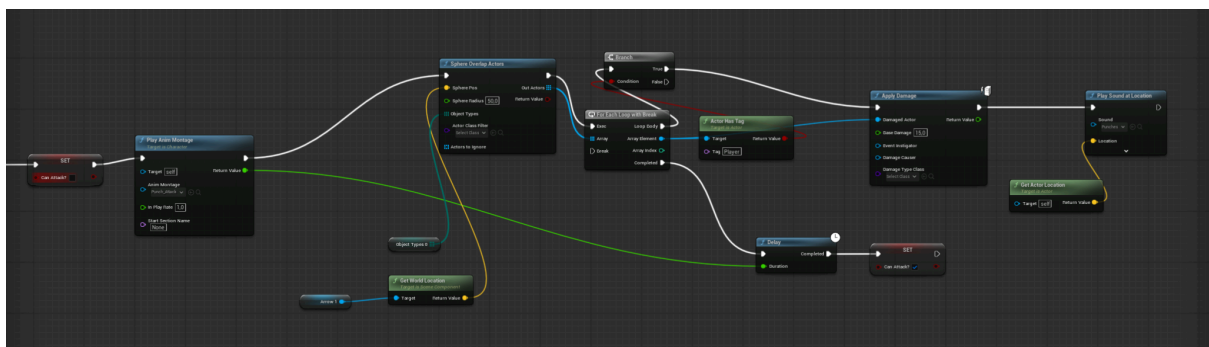 SET
Can Attack?
Play Anim Montage
Target is Character
Target self
Return Value
Anim Montage
Punch_Attack
In Play Rate 1,0
Start Section Name
None
Sphere Overlap Actors
Sphere Pos
Out Actors
Sphere Radius 50,0
Return Value
Object Types
Actor Class Filter
Select Class
Actors to Ignore
Object Types
Get World Location
Target is Scene Component
Target
Return Value
Arrow 1
Branch
True
Condition
False
For Each Loop with Break
Exec
Loop Body
Array
Array Element
Break
Array Index
Completed
Actor Has Tag
Target is Actor
Target
Return Value
Tag Player
Delay
Completed
Duration
SET
Can Attack?
Apply Damage
Damaged Actor
Return Value
Base Damage 15,0
Event Instigator
Damage Causer
Damage Type Class
Select Class
Play Sound at Location
Sound
Punches
Location
Get Actor Location
Target is Actor
Target self
Return Value